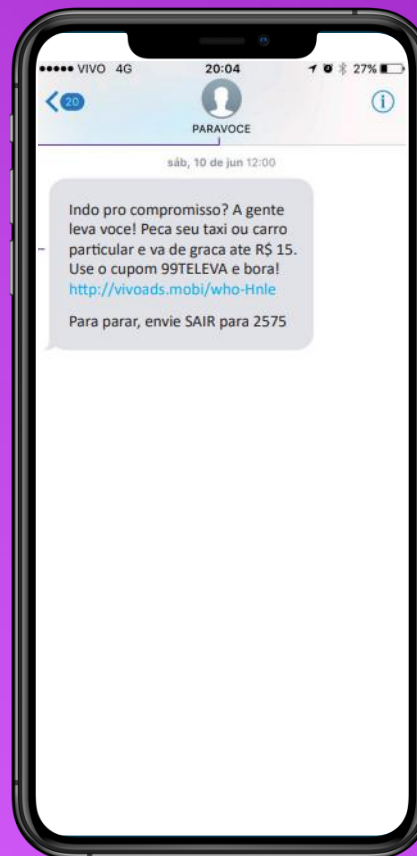 VIVO 4G 20:04 27%
20
PARAVOCE
sáb, 10 de jun 12:00
Indo pro compromisso? A gente
leva voce! Peca seu taxi ou carro
particular e va de graca ate R$ 15.
Use o cupom 99TELEVA e bora!
http://vivoads.mobi/who-Hnle
Para parar, envie SAIR para 2575